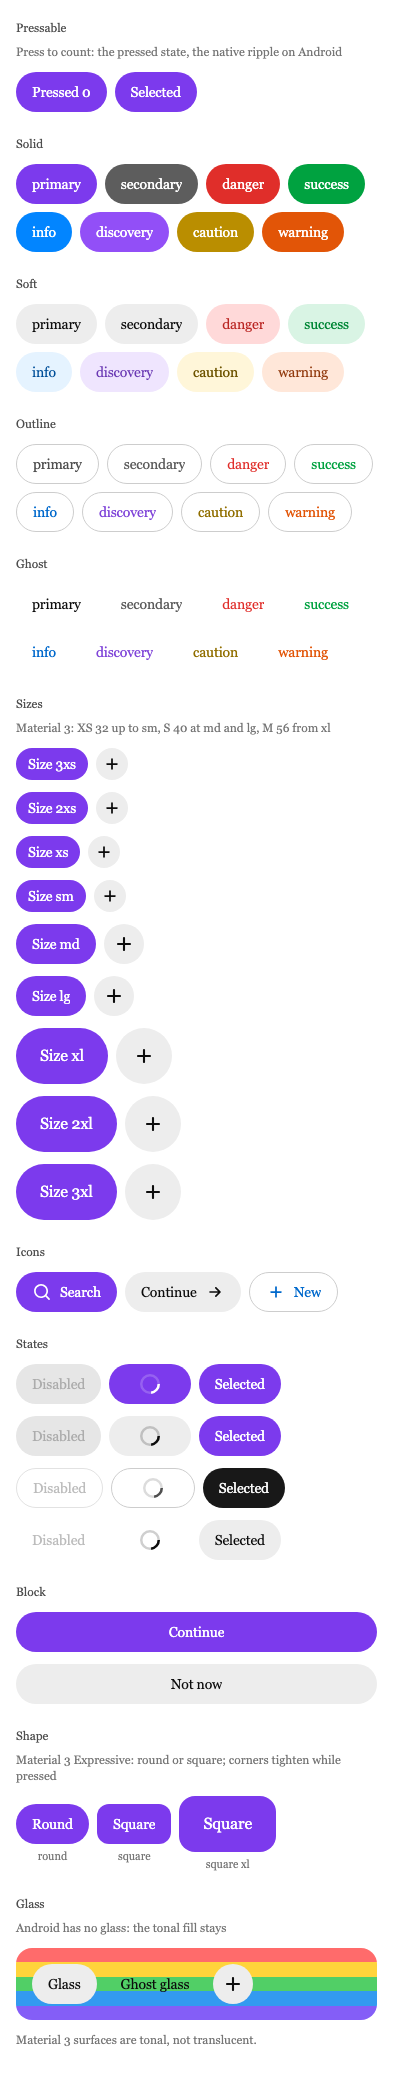 Pressable
Press to count: the pressed state, the native ripple on Android
Pressed 0 Selected
Solid
primary secondary danger success
info discovery caution warning
Soft
primary secondary danger success
info discovery caution warning
Outline
primary secondary danger success
info discovery caution warning
Ghost
primary secondary danger success
info discovery caution warning
Sizes
Material 3: XS 32 up to sm, S 40 at md and lg, M 56 from xl
Size 3xs
Size 2xs
Size xs
Size sm
Size md
Size lg
Size xl
Size 2xl
Size 3xl
Icons
Search Continue New
States
Disabled Selected
Disabled Selected
Disabled Selected
Disabled Selected
Block
Continue
Not now
Shape
Material 3 Expressive: round or square; corners tighten while
pressed
Round Square Square
round square square xl
Glass
Android has no glass: the tonal fill stays
Glass Ghost glass
Material 3 surfaces are tonal, not translucent.